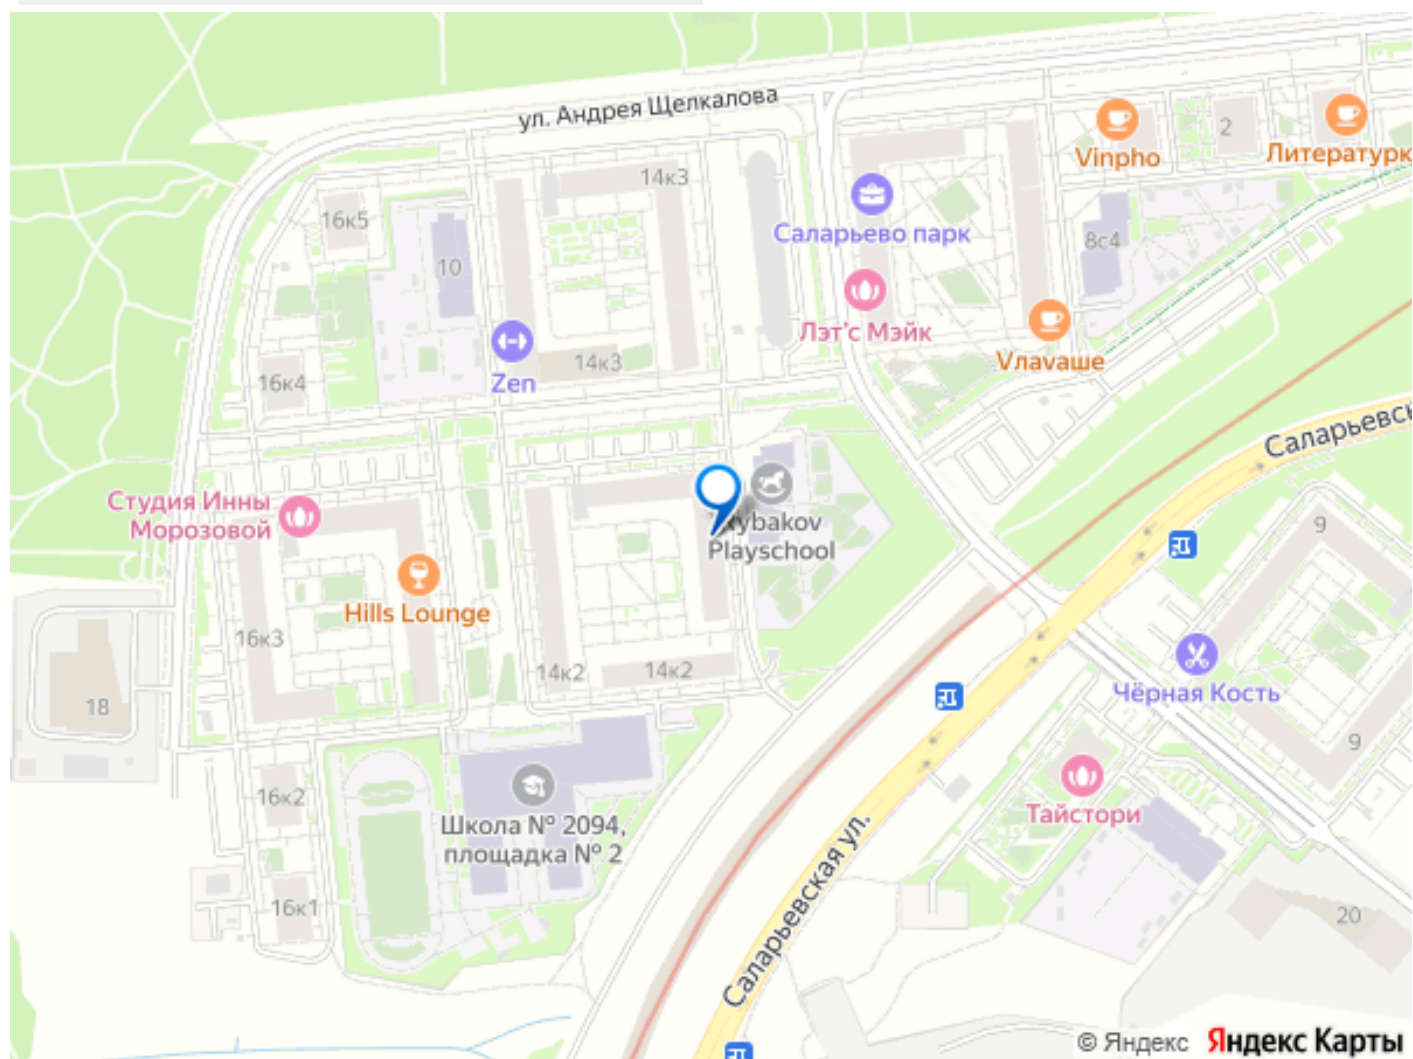 ул. Андрея Щелкалова
Vinpho
2
Литературк
14к3
16к5
Саларьево парк
8с4
10
Лэт'с Мэйк
Vлаvаше
14к3
Zen
16к4
Саларьевс
Студия Инны
Морозовой
ybakov
Playschool
9
Hills Lounge
16к3
14к2
14к2
Чёрная Кость
18
9
16к2
Школа № 2094,
площадка № 2
Тайстори
Саларьевская ул.
16к1
20
© Яндекс Яндекс Карты